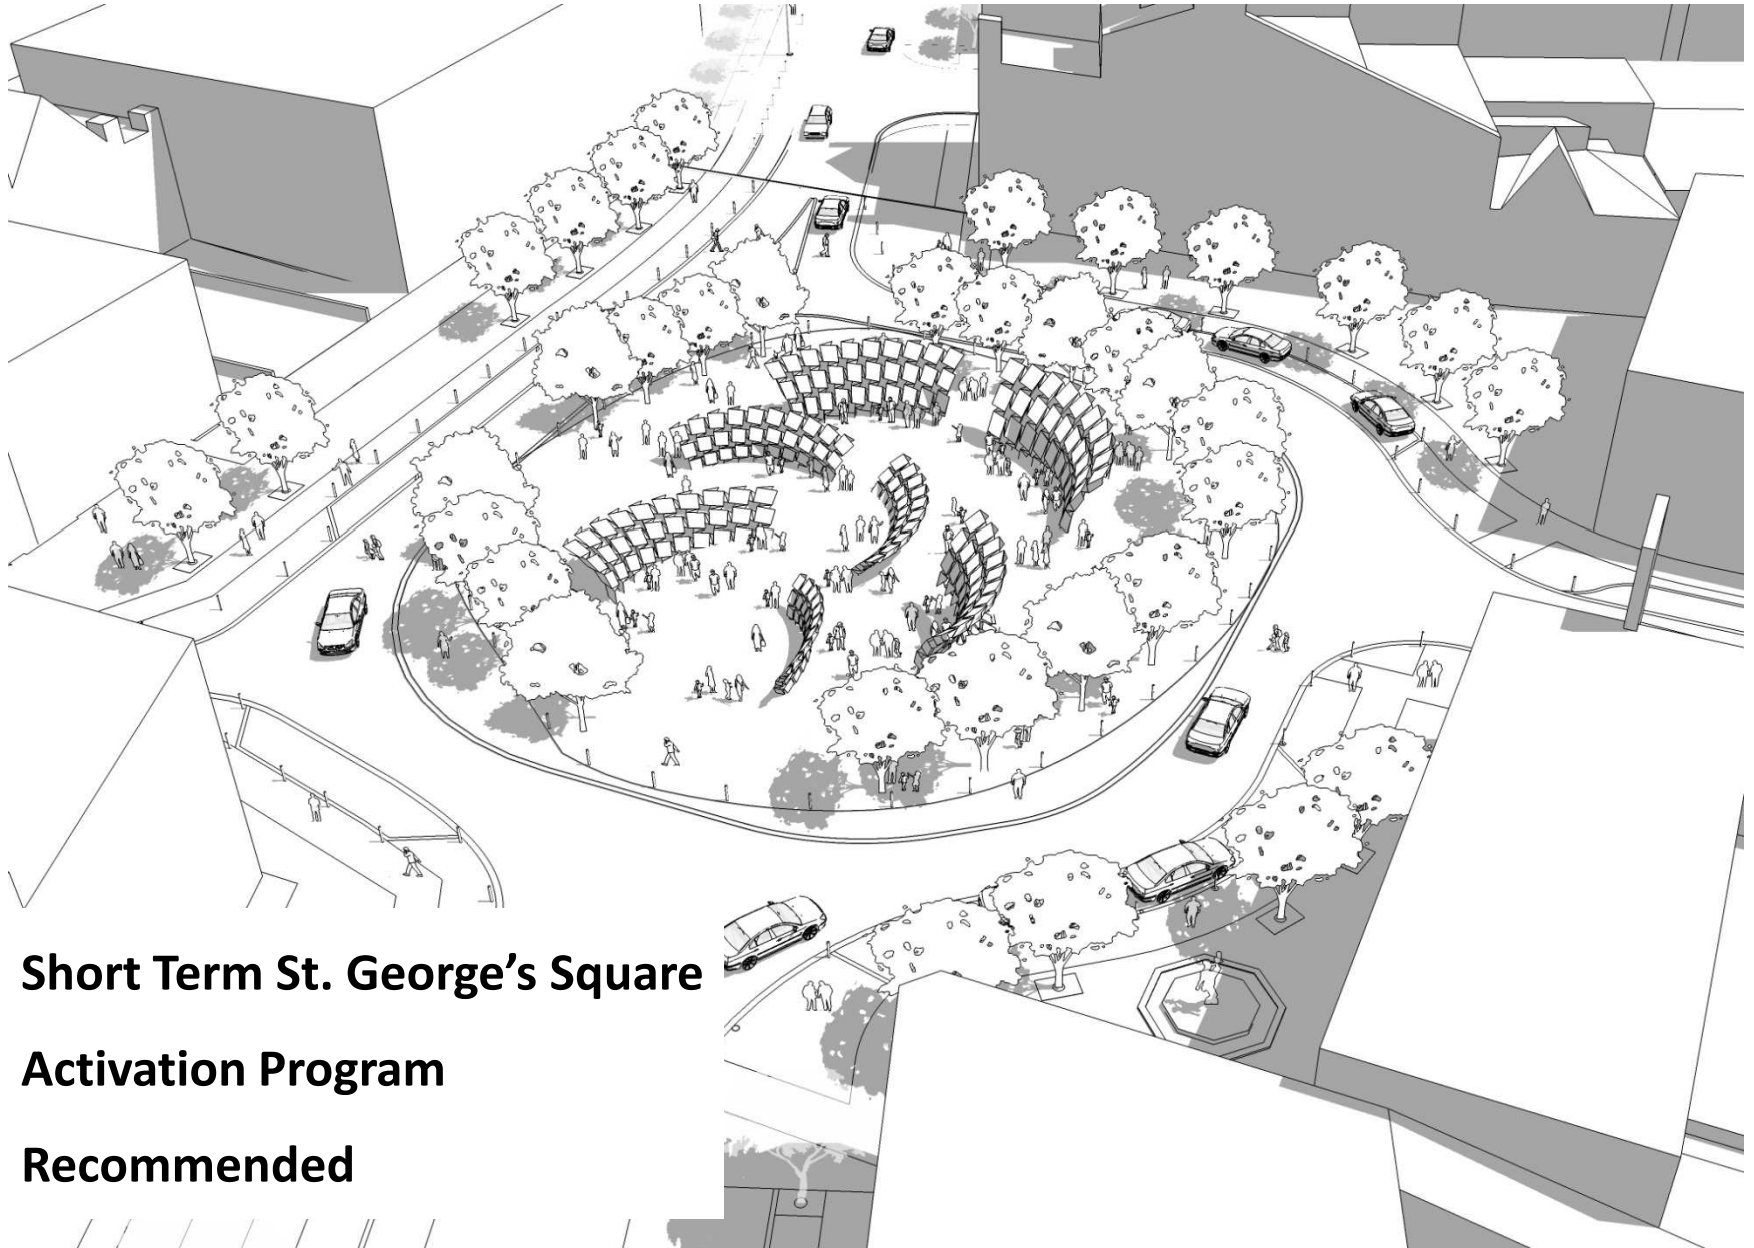 Short Term St. George’s Square
Activation Program
Recommended